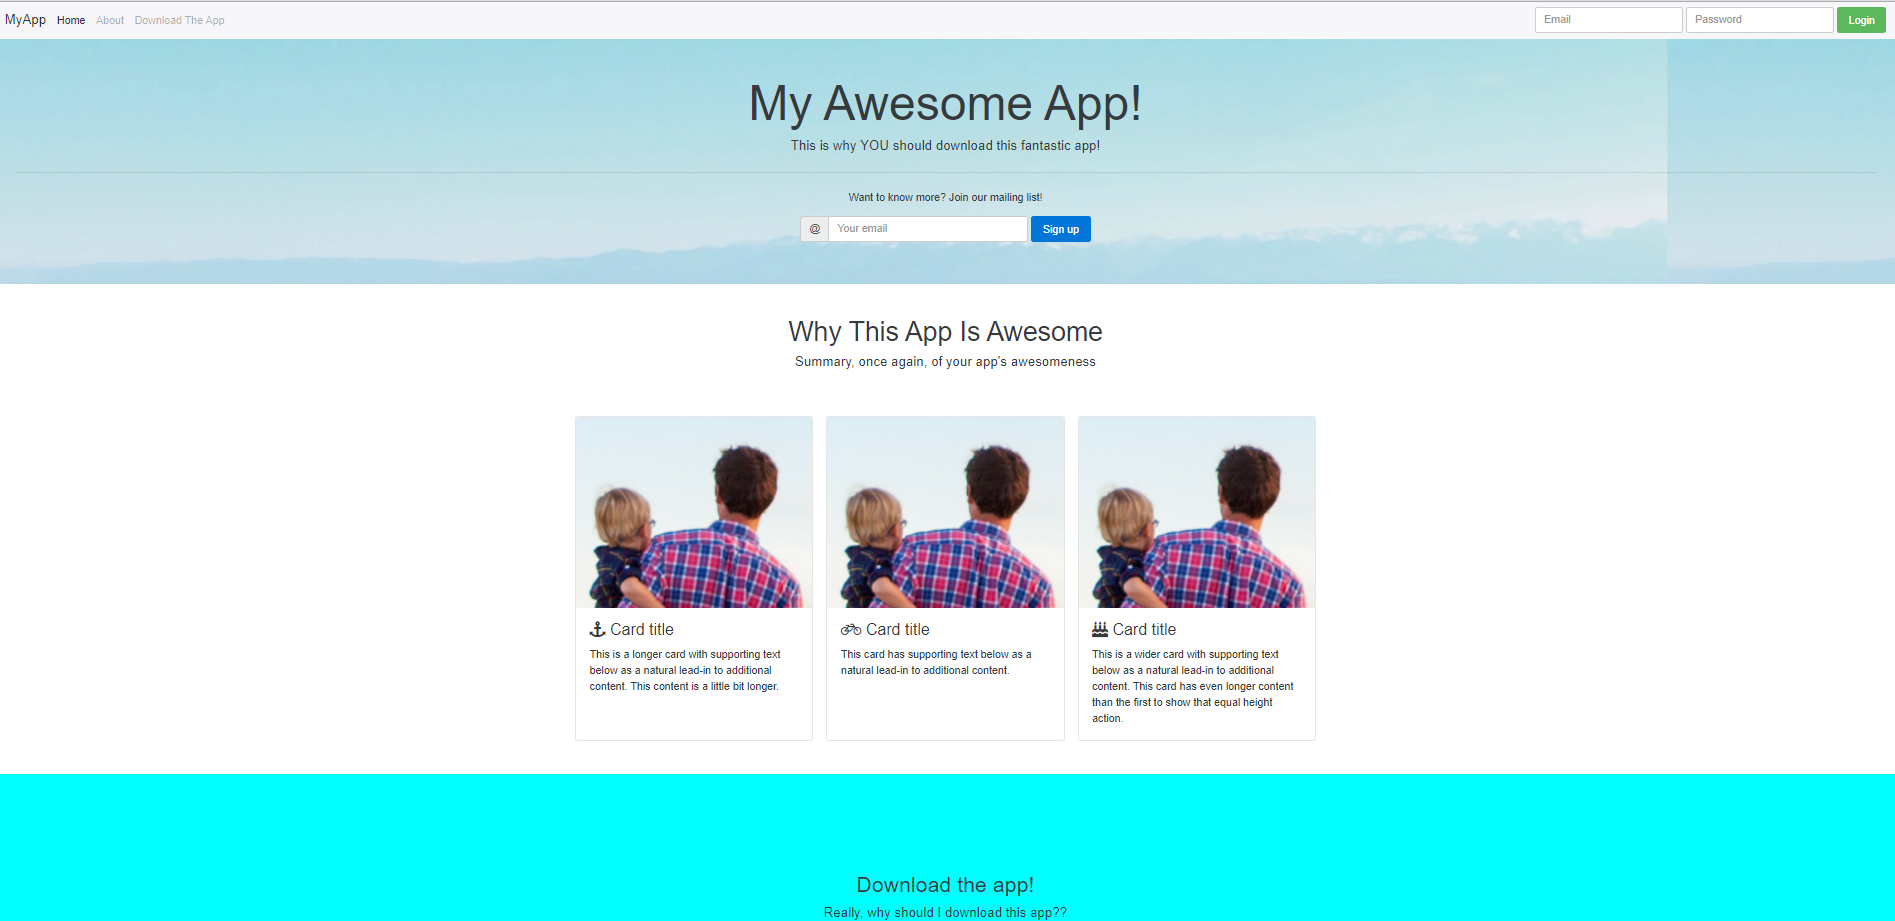 MyApp Home About Download The App Email Password Login
My Awesome App!
This is why YOU should download this fantastic app!
Want to know more? Join our mailing list!
@ Your email Sign up
Why This App Is Awesome
Summary, once again, of your app's awesomeness
Card title
This is a longer card with supporting text
below as a natural lead-in to additional
content. This content is a little bit longer.
Card title
This card has supporting text below as a
natural lead-in to additional content.
Card title
This is a wider card with supporting text
below as a natural lead-in to additional
content. This card has even longer content
than the first to show that equal height
action.
Download the app!
Really, why should I download this app??